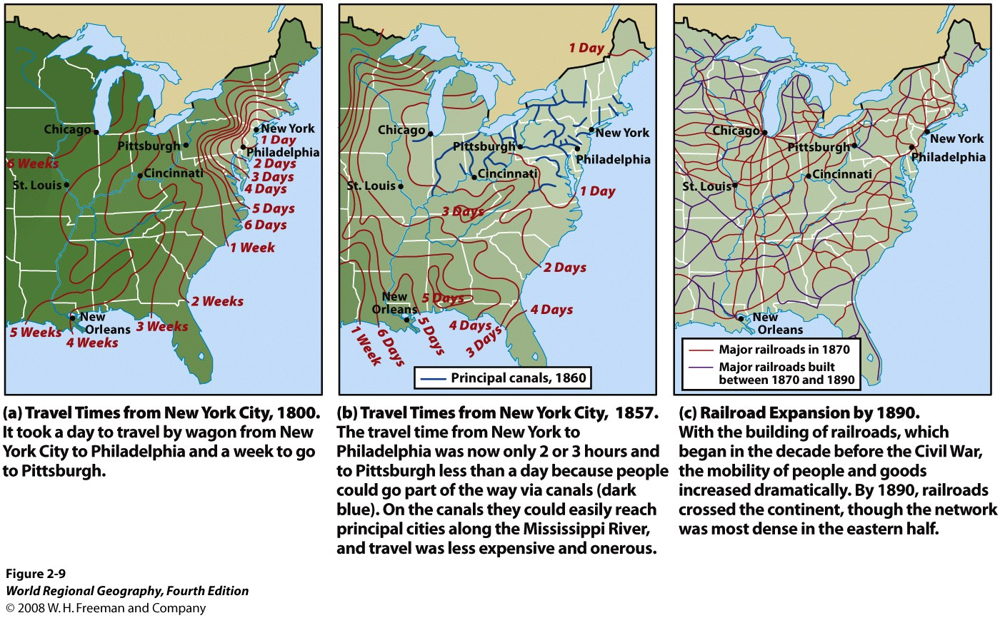 Chicago
New York
1 Day
Pittsburgh
Philadelphia
2 Days
6 Weeks
3 Days
Cincinnati
St. Louis
4 Days
5 Days
6 Days
1 Week
2 Weeks
New
Orleans
3 Weeks
5 Weeks
4 Weeks
1 Day
Chicago
New York
Pittsburgh
Philadelphia
Cincinnati
St. Louis
1 Day
3 Days
2 Days
New
Orleans
5 Days
4 Days
4 Days
3 Days
5 Days
6 Days
1 Week
Principal canals, 1860
Chicago
New York
Pittsburgh
Philadelphia
Cincinnati
St. Louis
New
Orleans
Major railroads in 1870
Major railroads built
between 1870 and 1890
(a) Travel Times from New York City, 1800.
It took a day to travel by wagon from New
York City to Philadelphia and a week to go
to Pittsburgh.
(b) Travel Times from New York City, 1857.
The travel time from New York to
Philadelphia was now only 2 or 3 hours and
to Pittsburgh less than a day because people
could go part of the way via canals (dark
blue). On the canals they could easily reach
principal cities along the Mississippi River,
and travel was less expensive and onerous.
(c) Railroad Expansion by 1890.
With the building of railroads, which
began in the decade before the Civil War,
the mobility of people and goods
increased dramatically. By 1890, railroads
crossed the continent, though the network
was most dense in the eastern half.
Figure 2-9
World Regional Geography, Fourth Edition
© 2008 W. H. Freeman and Company